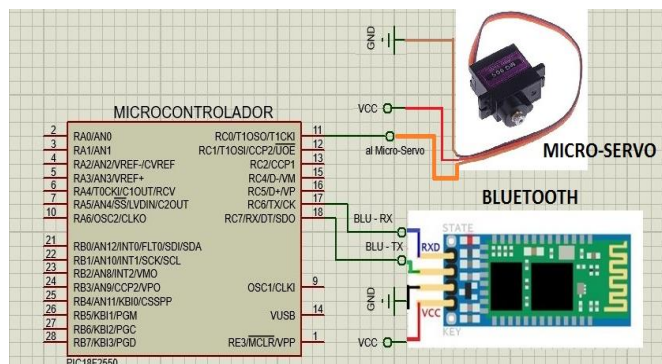 GND
VCC
al Micro-Servo
MICRO-SERVO
MICROCONTROLADOR
2 RA0/AN0 RC0/T1OSO/T1CKI 11
3 RA1/AN1 RC1/T1OSI/CCP2/UOE 12
4 RA2/AN2/VREF-/CVREF RC2/CCP1 13
5 RA3/AN3/VREF+ RC4/D-/VM 15
6 RA4/T0CKI/C1OUT/RCV RC5/D+/VP 16
7 RA5/AN4/SS/LVDIN/C2OUT RC6/TX/CK 17
10 RA6/OSC2/CLKO RC7/RX/DT/SDO 18
21 RB0/AN12/INT0/FLT0/SDI/SDA
22 RB1/AN10/INT1/SCK/SCL
23 RB2/AN8/INT2/VMO
24 RB3/AN9/CCP2/VPO OSC1/CLKI 9
25 RB4/AN11/KBI0/CSSPP
26 RB5/KBI1/PGM VUSB 14
27 RB6/KBI2/PGC
28 RB7/KBI3/PGD RE3/MCLR/VPP 1
PIC18F2550
BLUETOOTH
BLU - RX
BLU - TX
STATE
RXD
GND
VCC
KEY
VCC